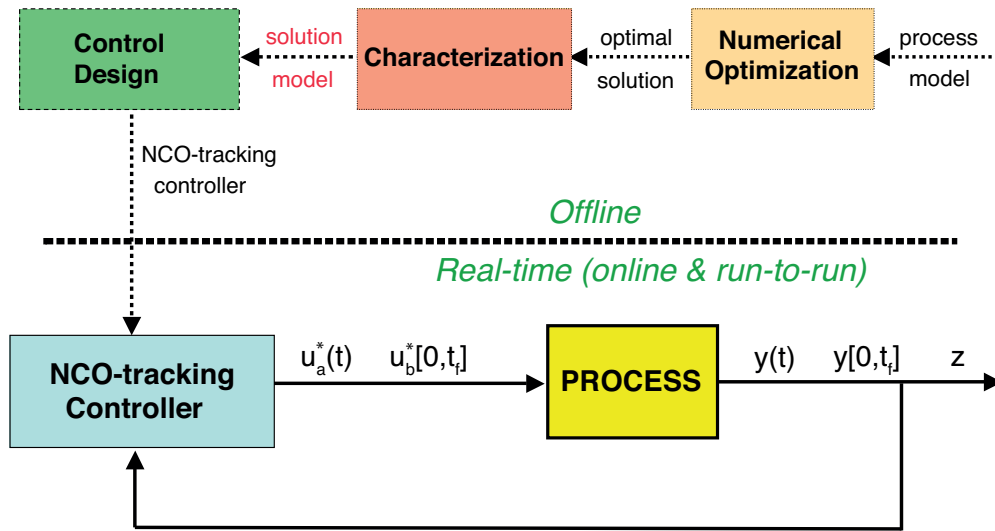 Control
Design
solution
model
Characterization
optimal
solution
Numerical
Optimization
process
model
NCO-tracking
controller
Offline
Real-time (online & run-to-run)
NCO-tracking
Controller
u*a(t) u*b[0,tf]
PROCESS
y(t) y[0,tf] z